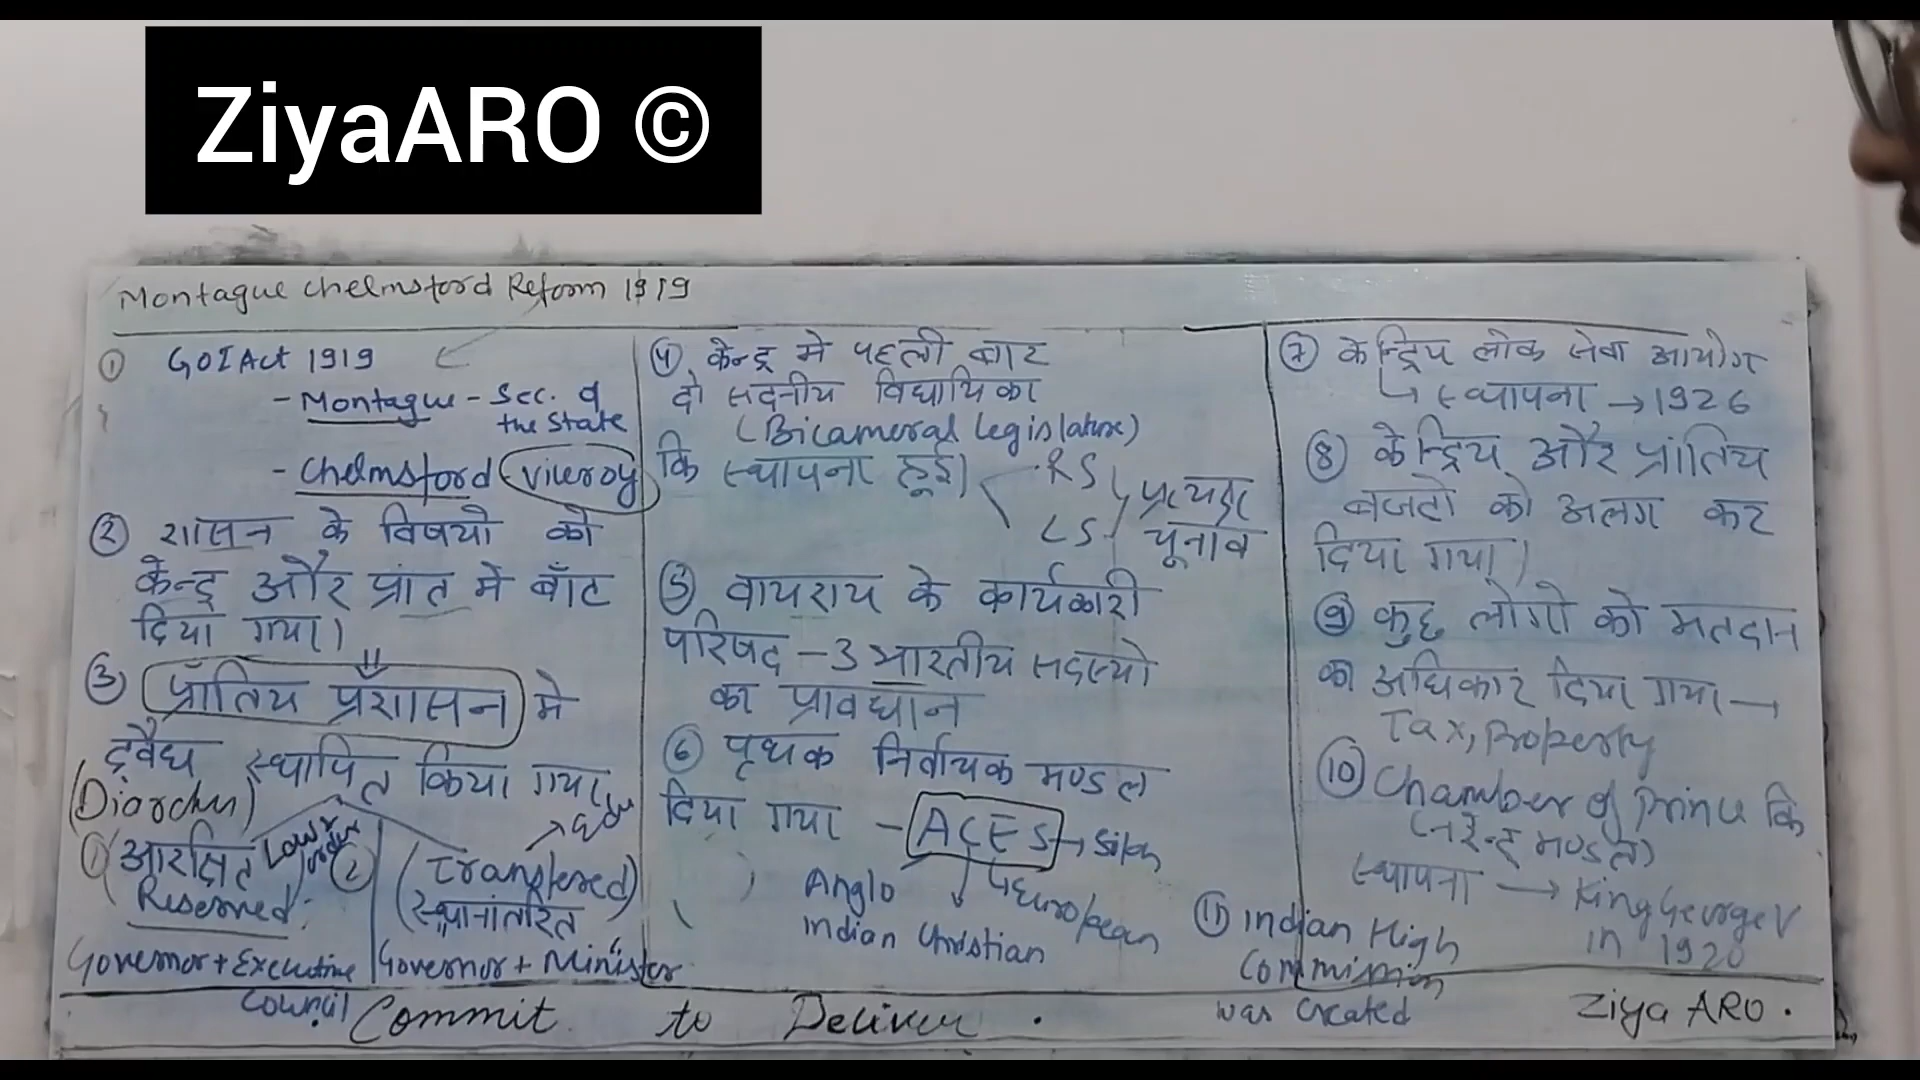 ZiyaARO ©
Montague Chelmsford Reform 1919
① GOI Act 1919
- Montague - Sec. of
the State
- Chelmsford (Viceroy)
② शासन के विषयो को
केन्द्र और प्रांत मे बाँट
दिया गया।
③ प्राँतिय प्रशासन मे
द्वैध स्थापित किया गया
(Diarchy)
① आरक्षित Law & order
Reserved
Governor + Executive
Council
② (Transfered) → Edu
(स्थानांतरित
Governor + Minister
④ केन्द्र मे पहली बार
दो सदनीय विधायिका
(Bicameral Legislature)
कि स्थापना हुई। RS
LS प्रत्यक्ष
चूनाव
⑤ वायराय के कार्यकारी
परिषद - 3 भारतीय सदस्यो
का प्रावधान
⑥ पृथक निर्वाचक मण्डल
दिया गया - ACES → Sikh
Anglo European
Indian Christian
⑦ केन्द्रिय लोक सेवा आयोग
↳ स्थापना → 1926
⑧ केन्द्रिय और प्रांतिय
बजटो को अलग कर
दिया गया।
⑨ कुछ लोगो को मतदान
का अधिकार दिया गया →
Tax, Property
⑩ Chamber of Prince कि
(नरेन्द्र मण्डल)
स्थापना → King George V
in 1920
⑪ Indian High
Commission
was created
Commit to Deliver .
Ziya ARO .